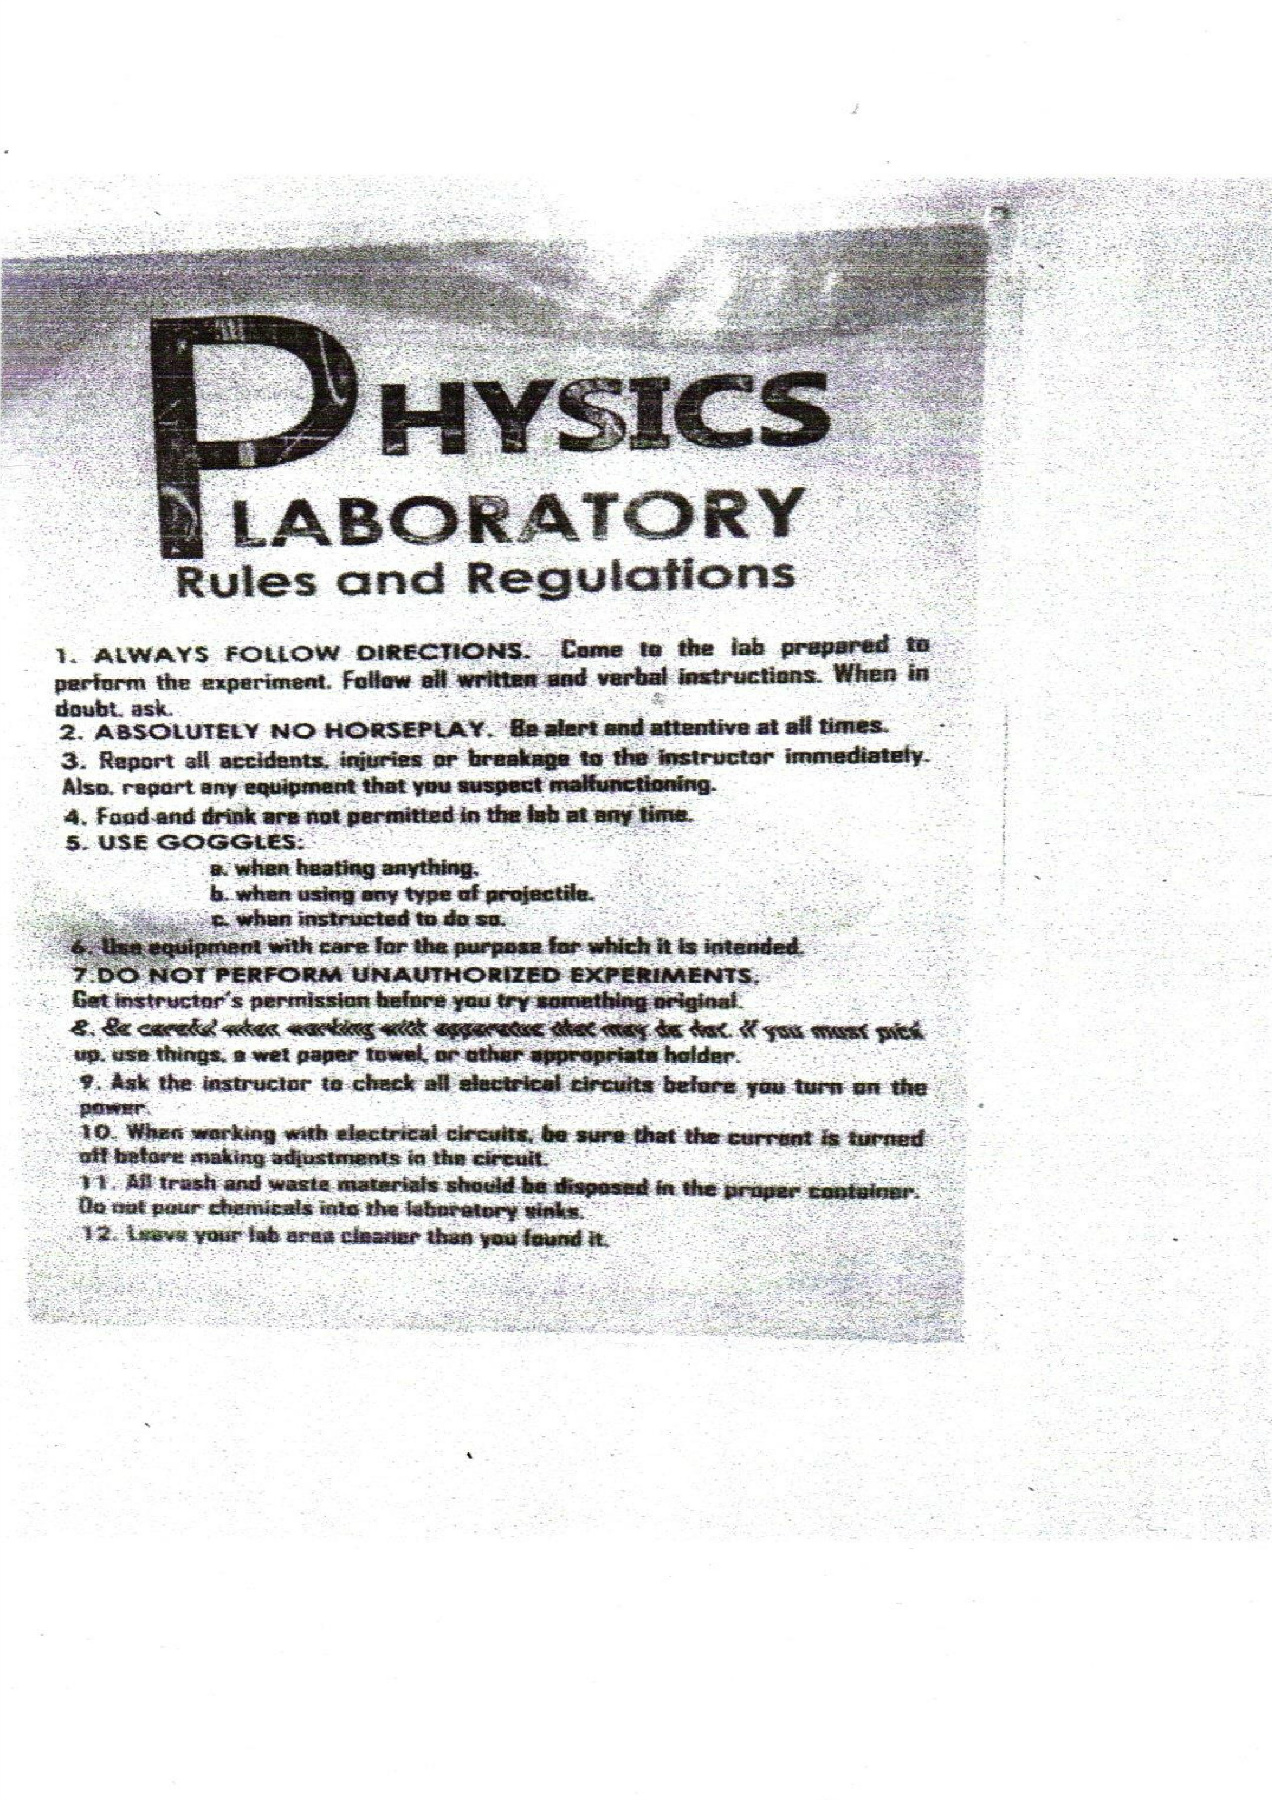 PHYSICS
LABORATORY
Rules and Regulations
1. ALWAYS FOLLOW DIRECTIONS. Come to the lab prepared to
perform the experiment. Follow all written and verbal instructions. When in
doubt, ask.
2. ABSOLUTELY NO HORSEPLAY. Be alert and attentive at all times.
3. Report all accidents, injuries or breakage to the instructor immediately.
Also, report any equipment that you suspect malfunctioning.
4. Food and drink are not permitted in the lab at any time.
5. USE GOGGLES:
a. when heating anything.
b. when using any type of projectile.
c. when instructed to do so.
6. Use equipment with care for the purpose for which it is intended.
7.DO NOT PERFORM UNAUTHORIZED EXPERIMENTS.
Get instructor's permission before you try something original.
8. Be careful when working with apparatus that may be hot. If you must pick
up, use things, a wet paper towel, or other appropriate holder.
9. Ask the instructor to check all electrical circuits before you turn on the
power.
10. When working with electrical circuits, be sure that the current is turned
off before making adjustments in the circuit.
11. All trash and waste materials should be disposed in the proper container.
Do not pour chemicals into the laboratory sinks.
12. Leave your lab area cleaner than you found it.